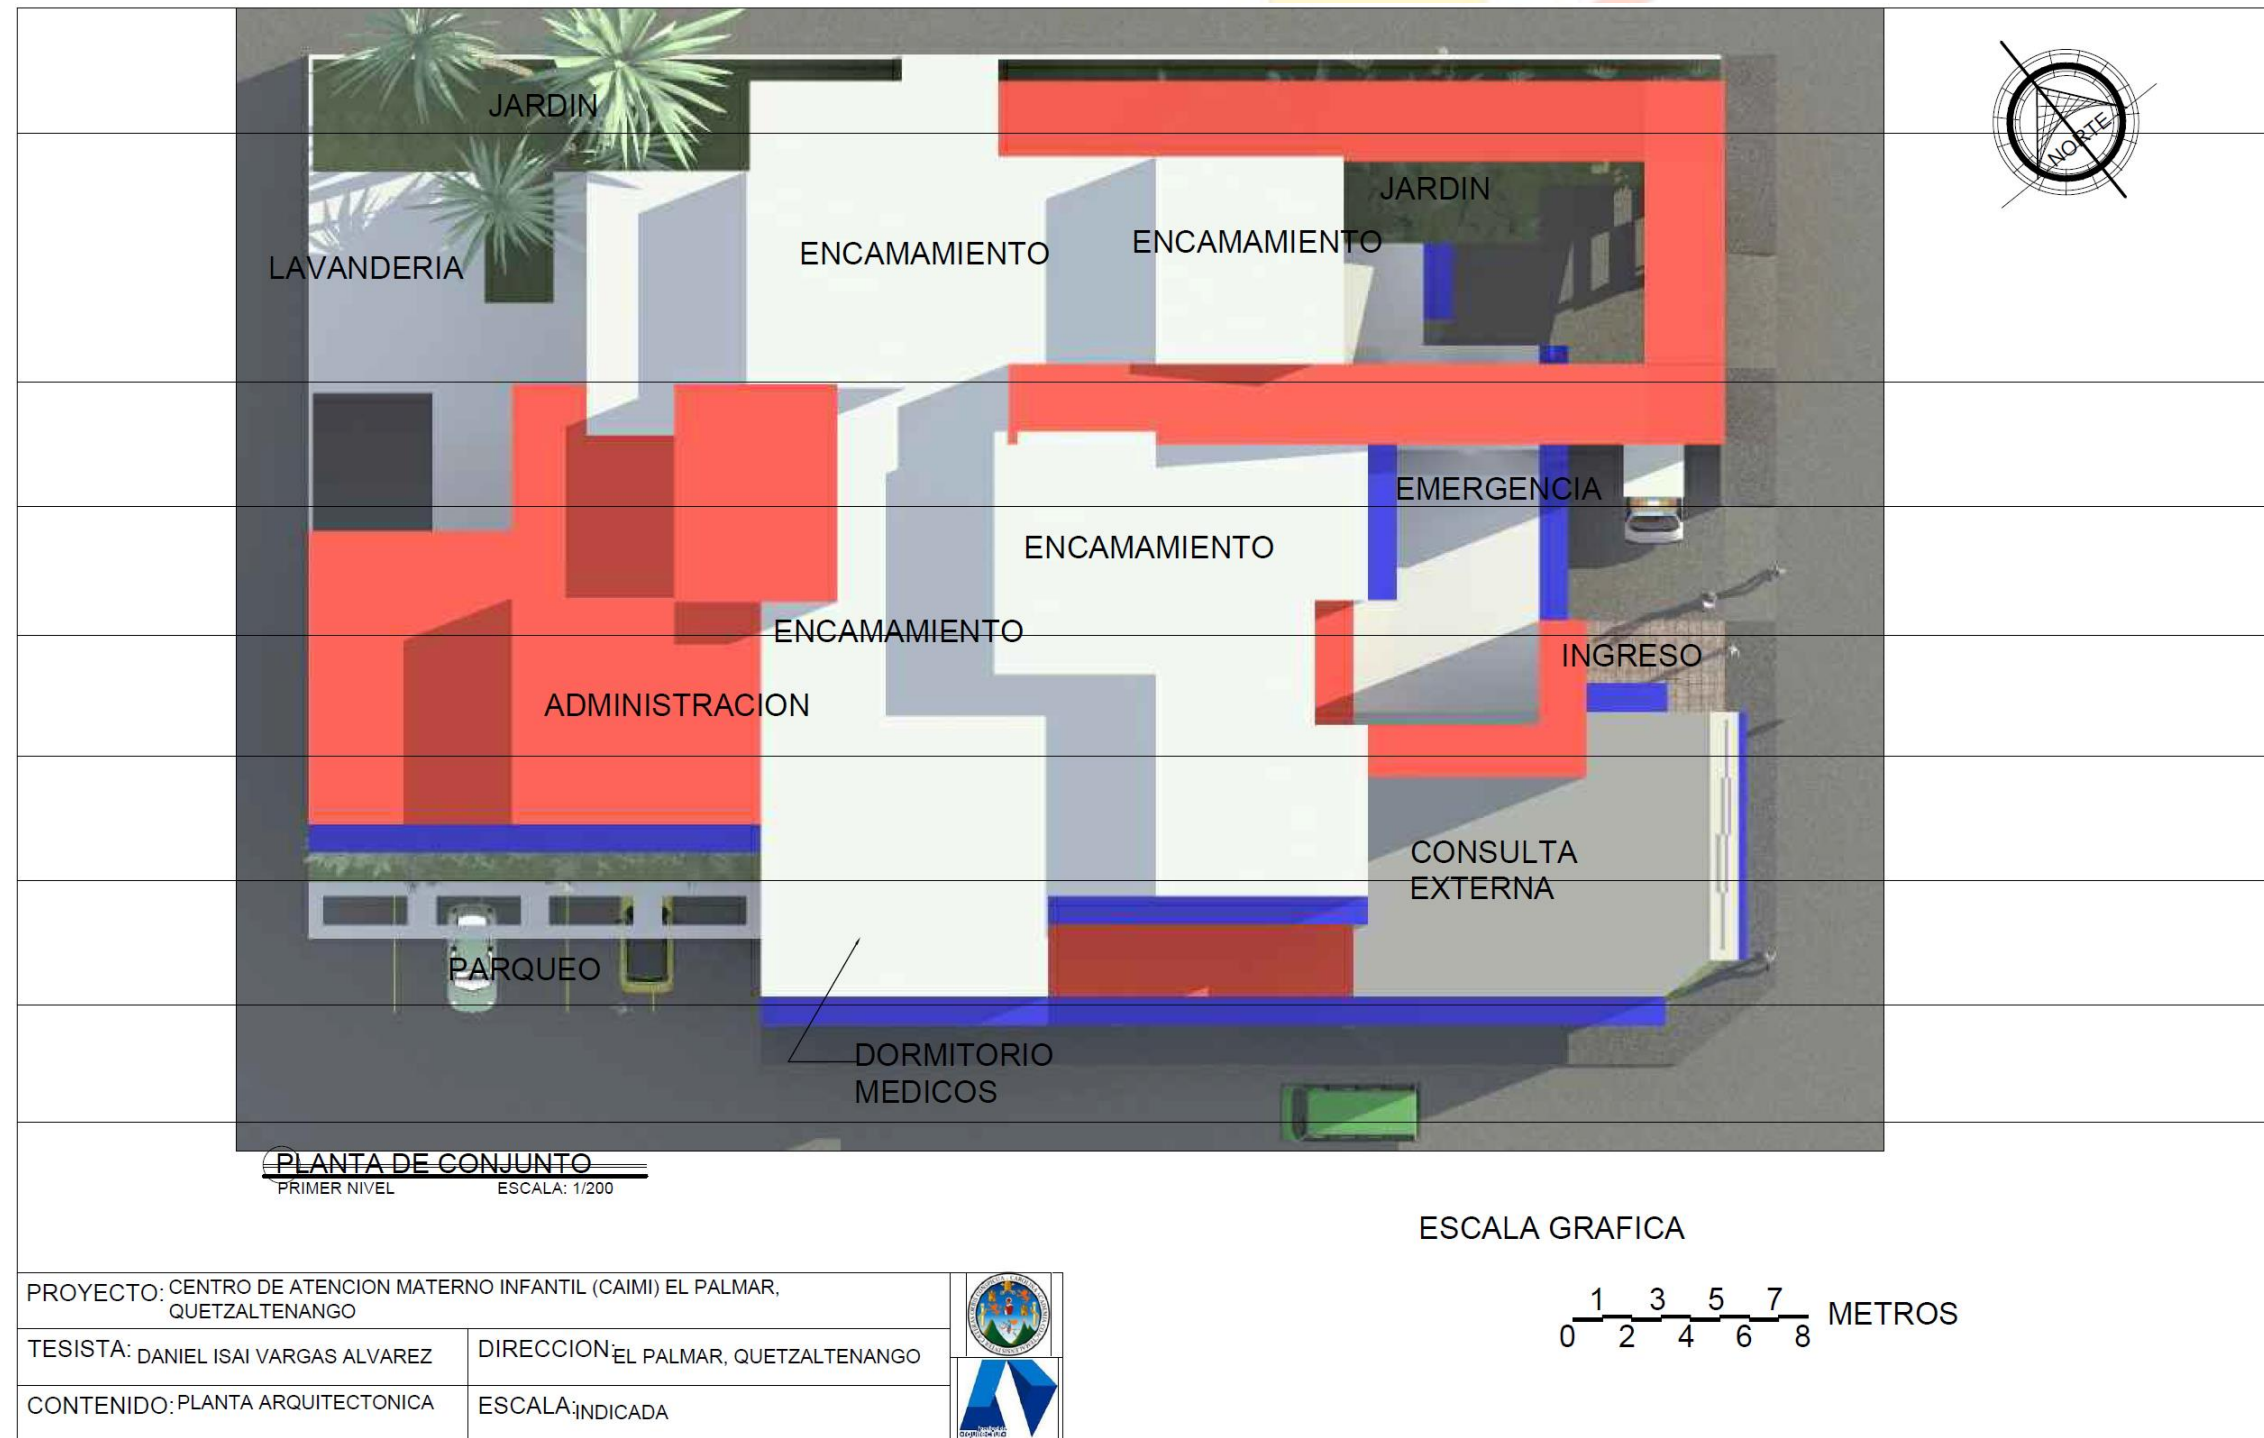 NORTE
JARDIN
JARDIN
ENCAMAMIENTO
ENCAMAMIENTO
LAVANDERIA
EMERGENCIA
ENCAMAMIENTO
ENCAMAMIENTO
INGRESO
ADMINISTRACION
CONSULTA
EXTERNA
PARQUEO
DORMITORIO
MEDICOS
PLANTA DE CONJUNTO
PRIMER NIVEL ESCALA: 1/200
ESCALA GRAFICA
1 3 5 7
METROS
0 2 4 6 8
PROYECTO: CENTRO DE ATENCION MATERNO INFANTIL (CAIMI) EL PALMAR,
QUETZALTENANGO
TESISTA: DANIEL ISAI VARGAS ALVAREZ
DIRECCION: EL PALMAR, QUETZALTENANGO
CONTENIDO: PLANTA ARQUITECTONICA
ESCALA: INDICADA